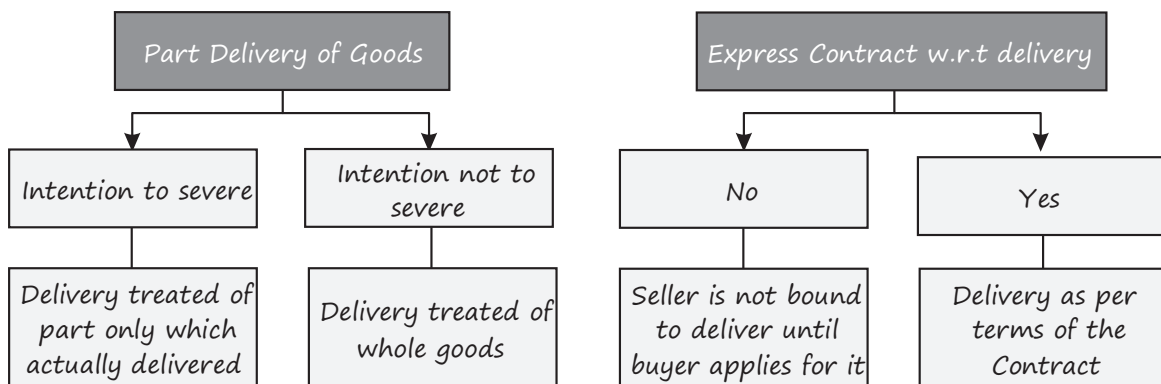 Part Delivery of Goods
Express Contract w.r.t delivery
Intention to severe
Intention not to
severe
No
Yes
Delivery treated of
part only which
actually delivered
Delivery treated of
whole goods
Seller is not bound
to deliver until
buyer applies for it
Delivery as per
terms of the
Contract